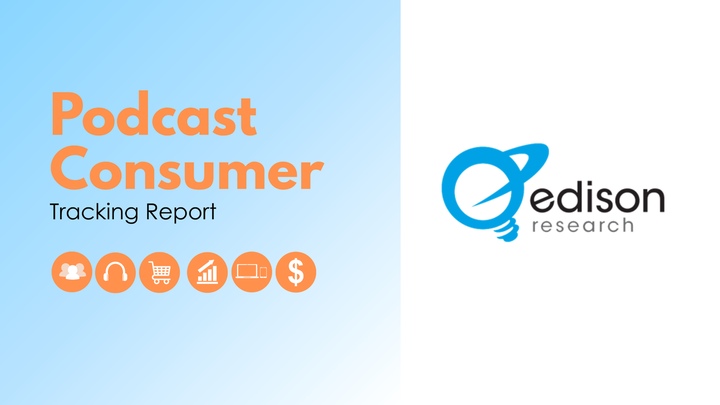 Podcast
Consumer
Tracking Report
$
edison
research